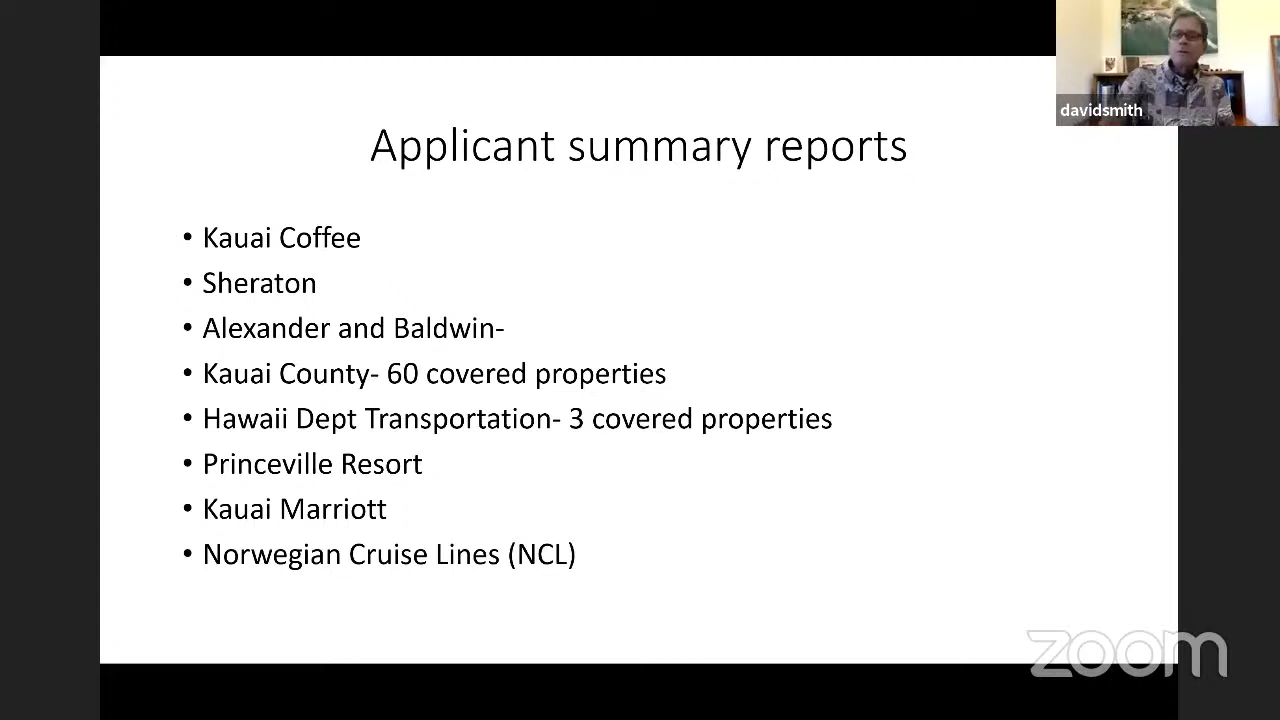 davidsmith
Applicant summary reports
• Kauai Coffee
• Sheraton
• Alexander and Baldwin-
• Kauai County- 60 covered properties
• Hawaii Dept Transportation- 3 covered properties
• Princeville Resort
• Kauai Marriott
• Norwegian Cruise Lines (NCL)
zoom